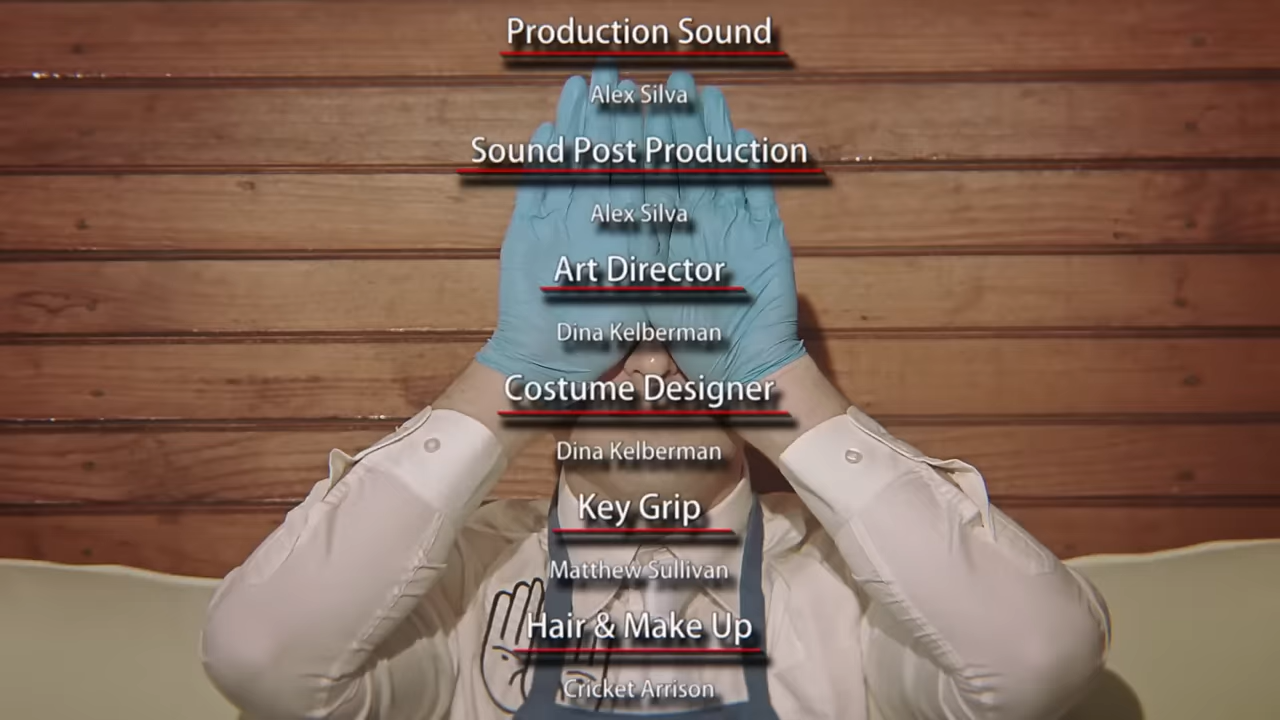 Production Sound
Alex Silva
Sound Post Production
Alex Silva
Art Director
Dina Kelberman
Costume Designer
Dina Kelberman
Key Grip
Matthew Sullivan
Hair & Make Up
Cricket Arrison